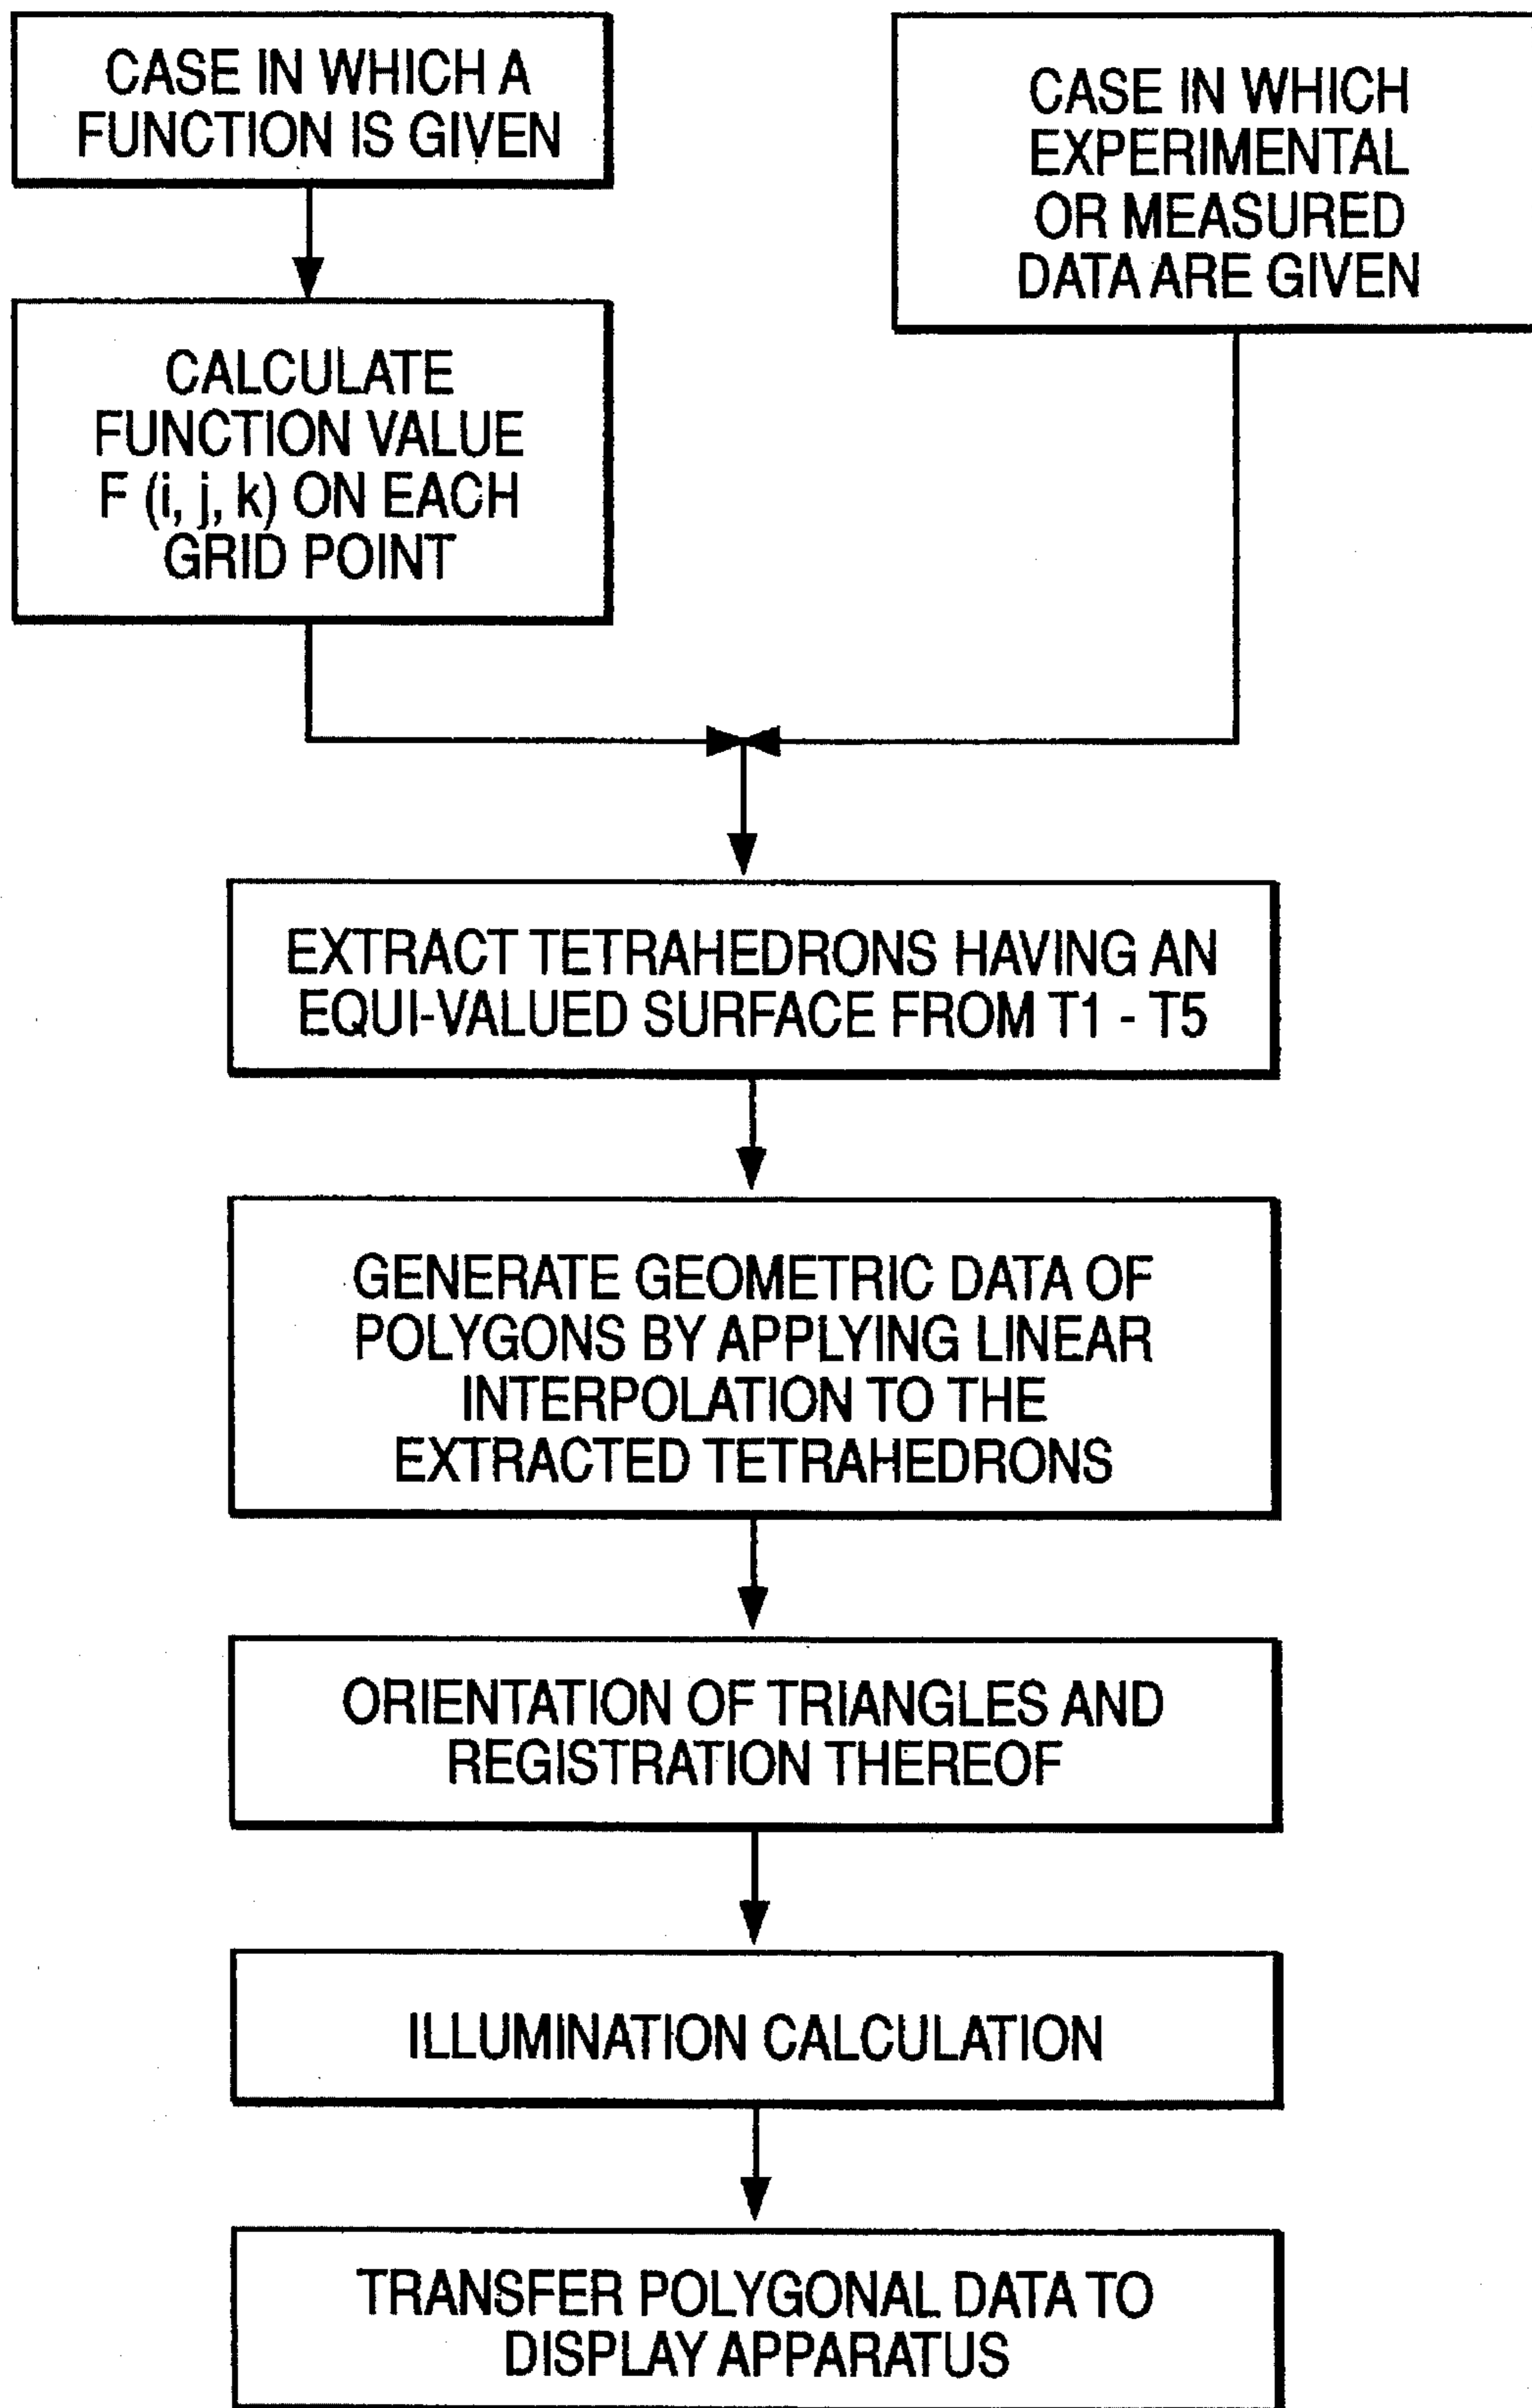 CASE IN WHICH A
FUNCTION IS GIVEN
CASE IN WHICH
EXPERIMENTAL
OR MEASURED
DATA ARE GIVEN
CALCULATE
FUNCTION VALUE
F (i, j, k) ON EACH
GRID POINT
EXTRACT TETRAHEDRONS HAVING AN
EQUI-VALUED SURFACE FROM T1 - T5
GENERATE GEOMETRIC DATA OF
POLYGONS BY APPLYING LINEAR
INTERPOLATION TO THE
EXTRACTED TETRAHEDRONS
ORIENTATION OF TRIANGLES AND
REGISTRATION THEREOF
ILLUMINATION CALCULATION
TRANSFER POLYGONAL DATA TO
DISPLAY APPARATUS